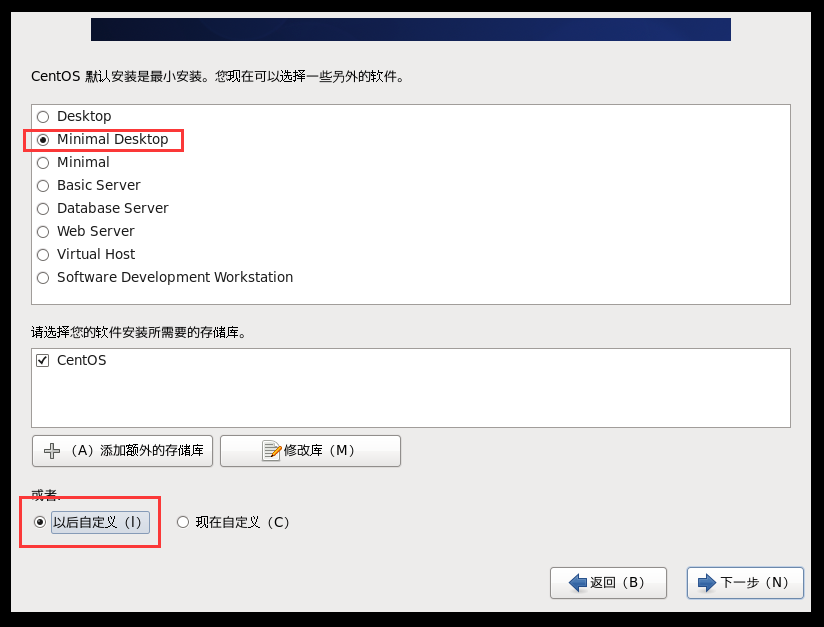 CentOS 默认安装是最小安装。您现在可以选择一些另外的软件。
Desktop
Minimal Desktop
Minimal
Basic Server
Database Server
Web Server
Virtual Host
Software Development Workstation
请选择您的软件安装所需要的存储库。
CentOS
（A）添加额外的存储库 修改库（M）
或者,
以后自定义（I） 现在自定义（C）
返回（B） 下一步（N）